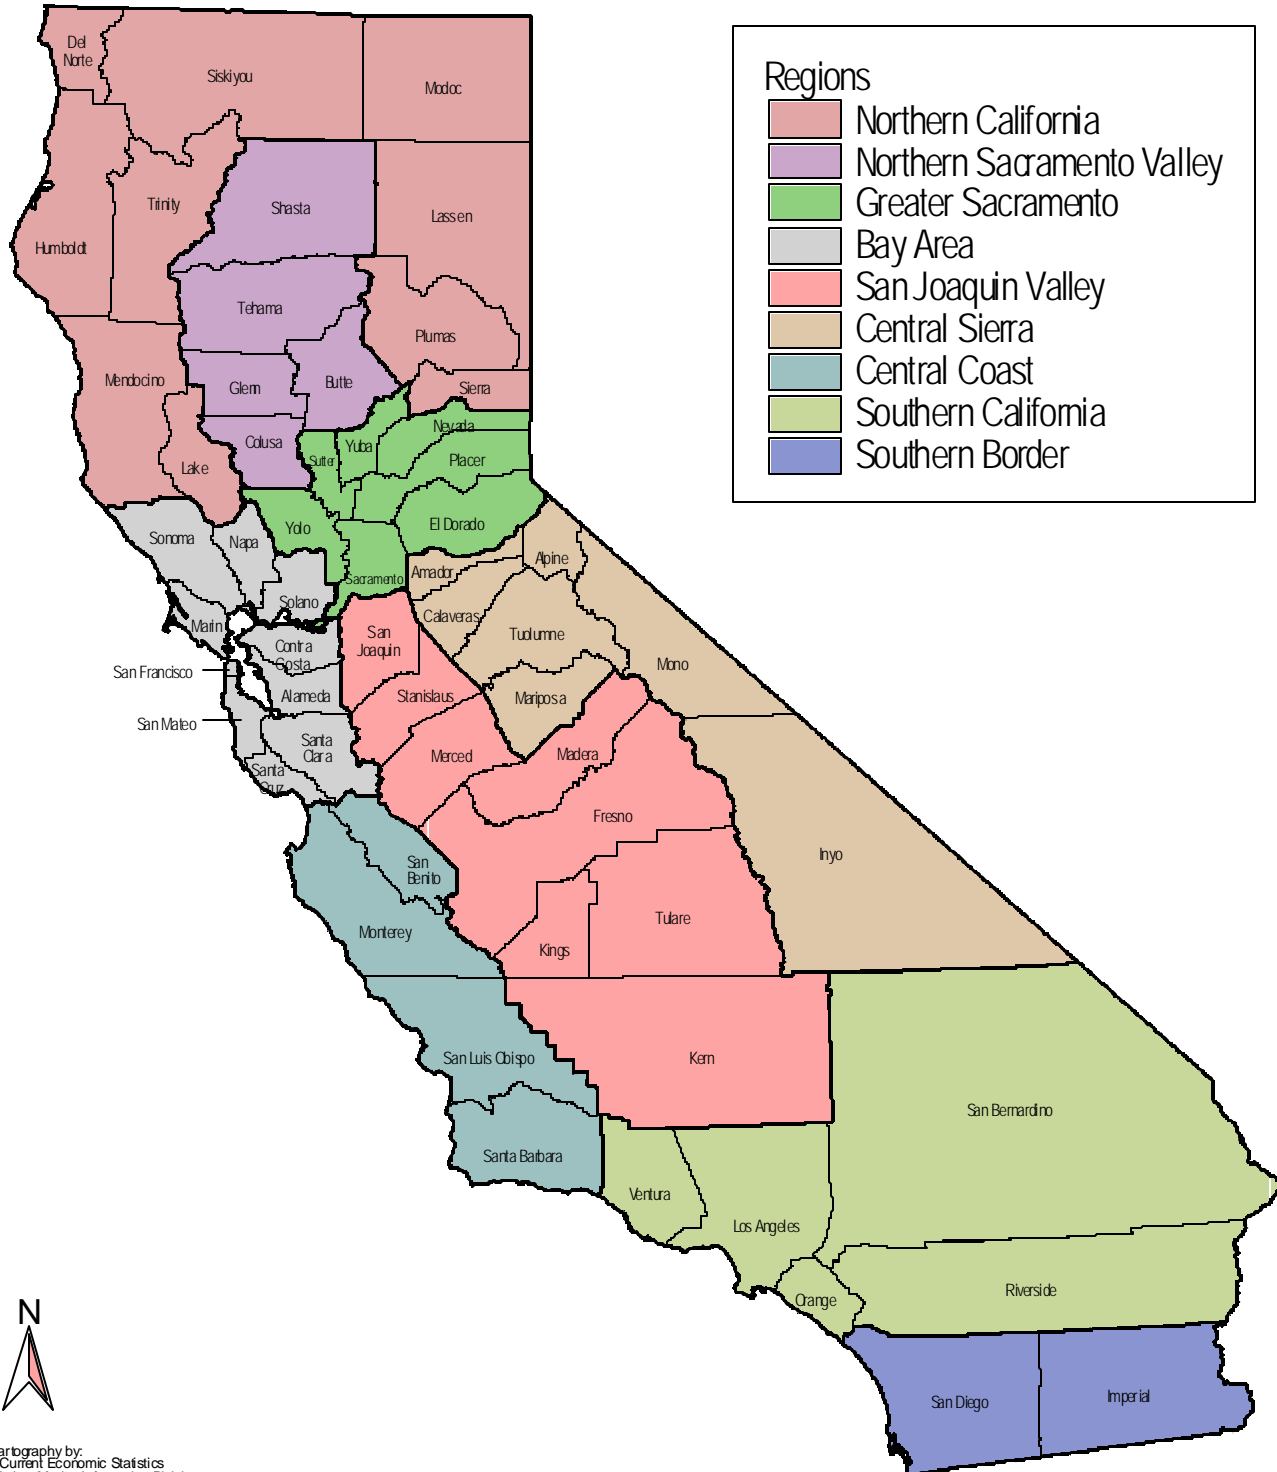 Del
Norte
Siskiyou
Modoc
Regions
Northern California
Northern Sacramento Valley
Greater Sacramento
Bay Area
San Joaquin Valley
Central Sierra
Central Coast
Southern California
Southern Border
Humboldt
Trinity
Shasta
Lassen
Tehama
Plumas
Mendocino
Glenn
Butte
Sierra
Lake
Colusa
Sutter
Yuba
Nevada
Placer
Sonoma
Napa
Yolo
El Dorado
Solano
Sacramento
Amador
Alpine
Marin
Calaveras
Contra
Costa
San
Joaquin
Tuolumne
Mono
San Francisco
Alameda
Stanislaus
Mariposa
San Mateo
Santa
Clara
Merced
Madera
Santa
Cruz
Fresno
Inyo
San
Benito
Monterey
Kings
Tulare
San Luis Obispo
Kern
San Bernardino
Santa Barbara
Ventura
Los Angeles
Orange
Riverside
San Diego
Imperial
N
artography by:
Current Economic Statistics